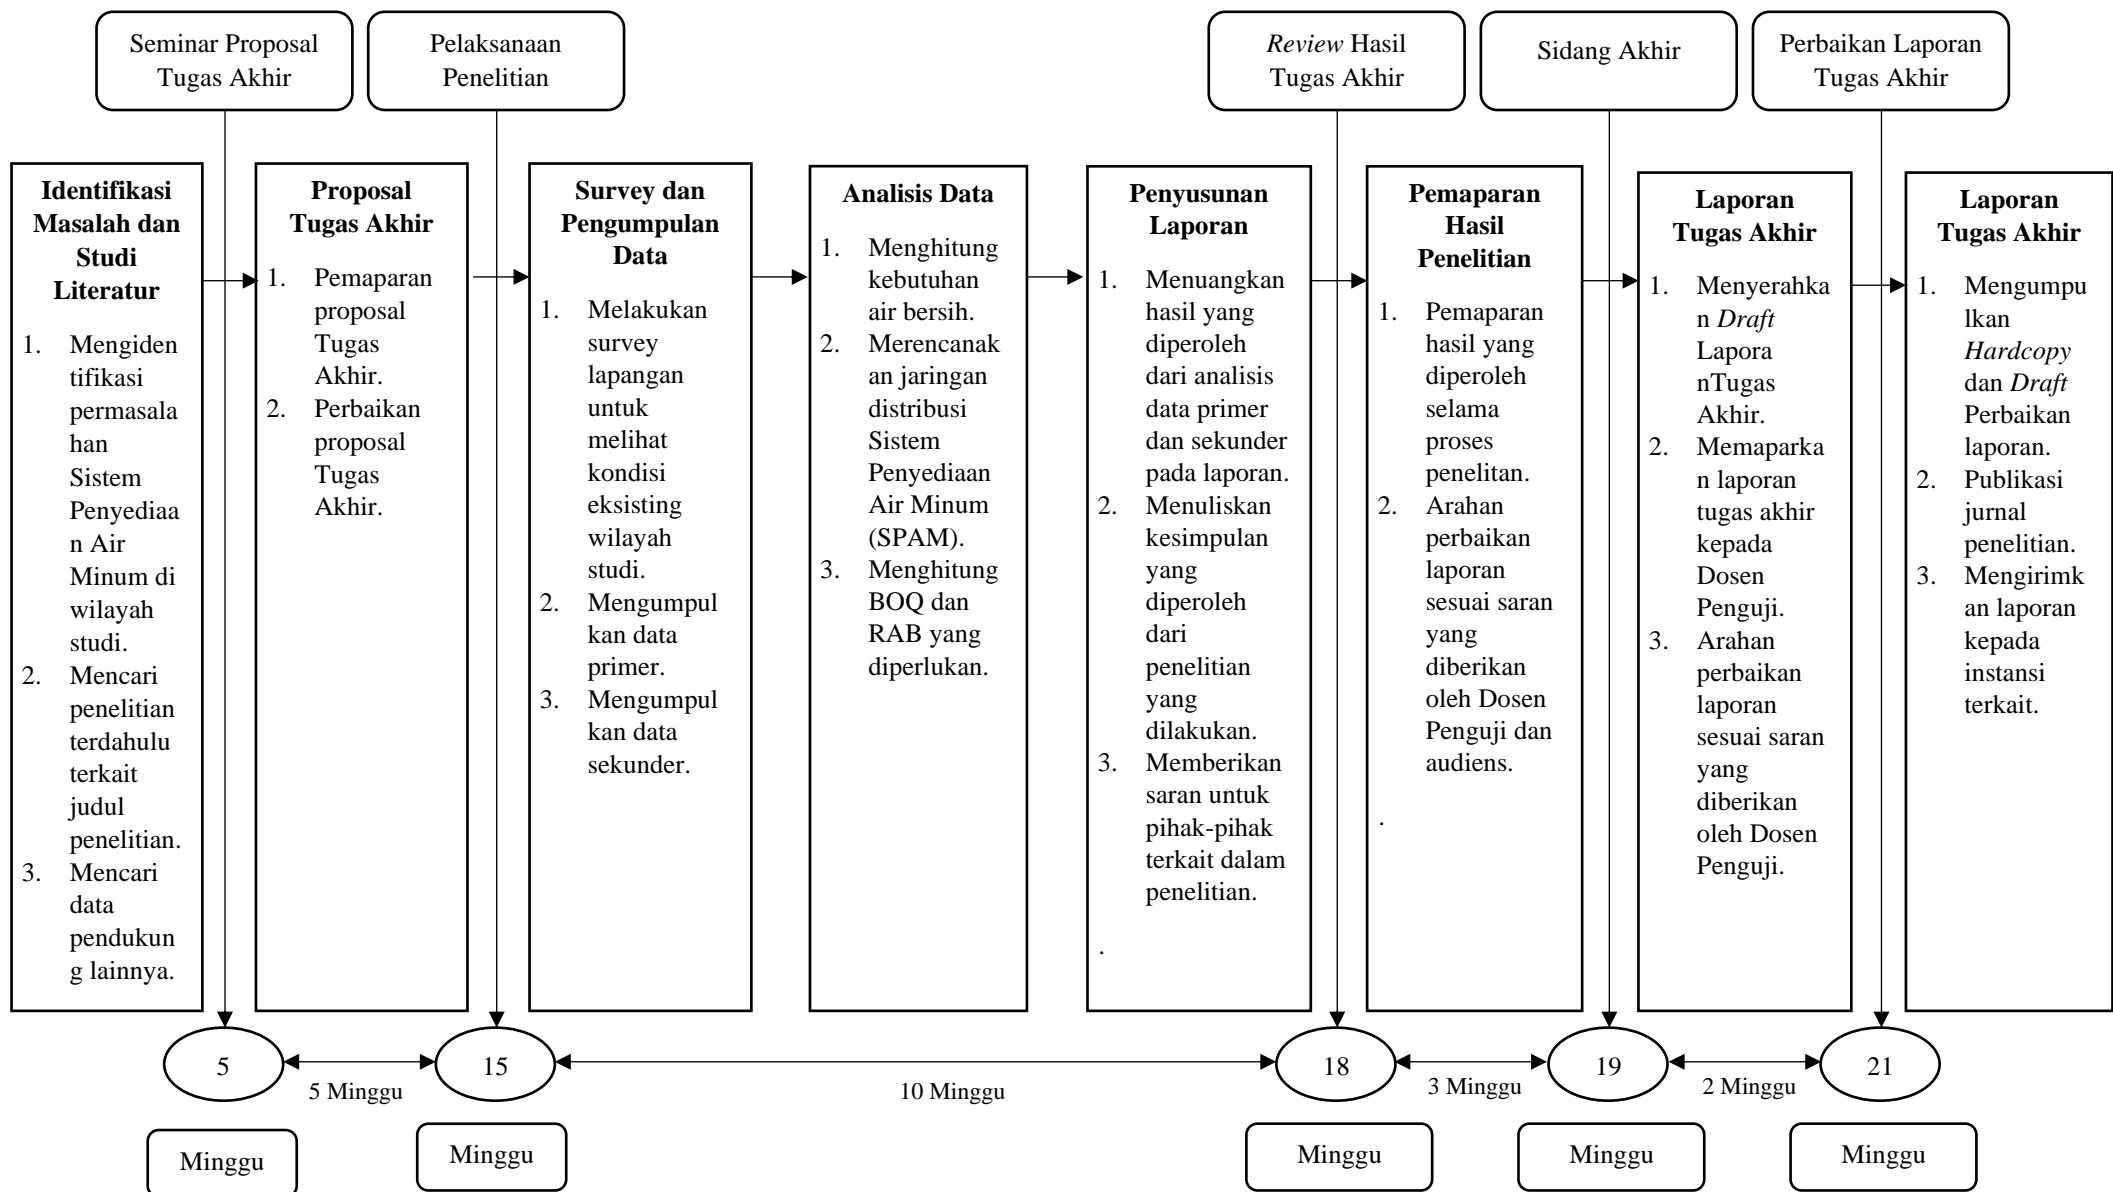 Seminar Proposal
Tugas Akhir
Pelaksanaan
Penelitian
Review Hasil
Tugas Akhir
Sidang Akhir
Perbaikan Laporan
Tugas Akhir
Identifikasi
Masalah dan
Studi
Literatur
1. Mengiden
tifikasi
permasala
han
Sistem
Penyediaa
n Air
Minum di
wilayah
studi.
2. Mencari
penelitian
terdahulu
terkait
judul
penelitian.
3. Mencari
data
pendukun
g lainnya.
Proposal
Tugas Akhir
1. Pemaparan
proposal
Tugas
Akhir.
2. Perbaikan
proposal
Tugas
Akhir.
Survey dan
Pengumpulan
Data
1. Melakukan
survey
lapangan
untuk
melihat
kondisi
eksisting
wilayah
studi.
2. Mengumpul
kan data
primer.
3. Mengumpul
kan data
sekunder.
Analisis Data
1. Menghitung
kebutuhan
air bersih.
2. Merencanak
an jaringan
distribusi
Sistem
Penyediaan
Air Minum
(SPAM).
3. Menghitung
BOQ dan
RAB yang
diperlukan.
Penyusunan
Laporan
1. Menuangkan
hasil yang
diperoleh
dari analisis
data primer
dan sekunder
pada laporan.
2. Menuliskan
kesimpulan
yang
diperoleh
dari
penelitian
yang
dilakukan.
3. Memberikan
saran untuk
pihak-pihak
terkait dalam
penelitian.
.
Pemaparan
Hasil
Penelitian
1. Pemaparan
hasil yang
diperoleh
selama
proses
penelitan.
2. Arahan
perbaikan
laporan
sesuai saran
yang
diberikan
oleh Dosen
Penguji dan
audiens.
.
Laporan
Tugas Akhir
1. Menyerahka
n Draft
Lapora
nTugas
Akhir.
2. Memaparka
n laporan
tugas akhir
kepada
Dosen
Penguji.
3. Arahan
perbaikan
laporan
sesuai saran
yang
diberikan
oleh Dosen
Penguji.
Laporan
Tugas Akhir
1. Mengumpu
lkan
Hardcopy
dan Draft
Perbaikan
laporan.
2. Publikasi
jurnal
penelitian.
3. Mengirimk
an laporan
kepada
instansi
terkait.
5
5 Minggu
15
10 Minggu
18
3 Minggu
19
2 Minggu
21
Minggu
Minggu
Minggu
Minggu
Minggu